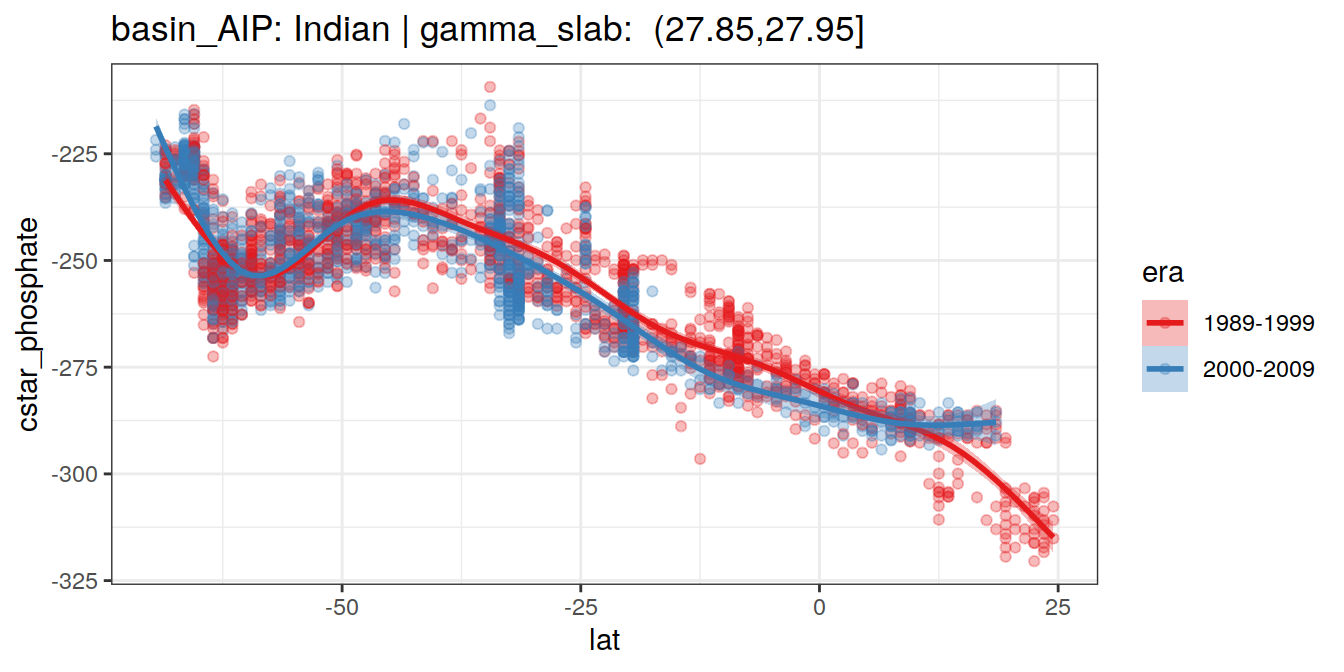 basin_AIP: Indian | gamma_slab:  (27.85,27.95]
cstar_phosphate
-225
-250
-275
-300
-325
-50
-25
0
25
lat
era
1989-1999
2000-2009